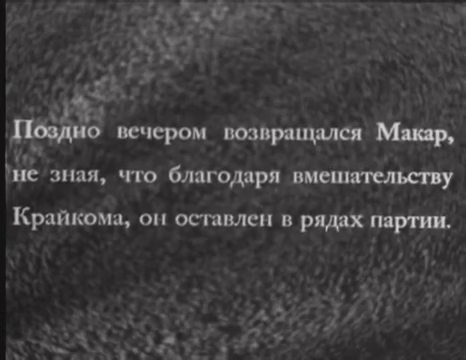 Поздно вечером возвращался Макар,
не зная, что благодаря вмешательству
Крайкома, он оставлен в рядах партии.